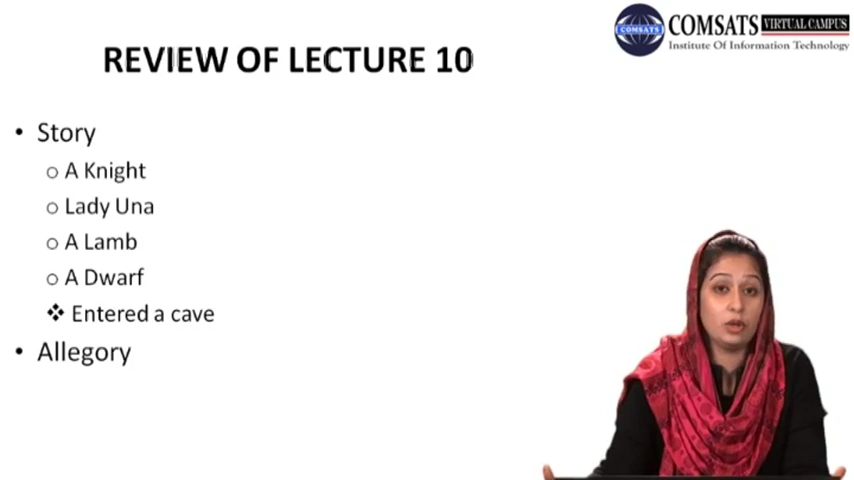 COMSATS VIRTUAL CAMPUS
COMSATS Institute Of Information Technology
REVIEW OF LECTURE 10
• Story
o A Knight
o Lady Una
o A Lamb
o A Dwarf
❖ Entered a cave
• Allegory